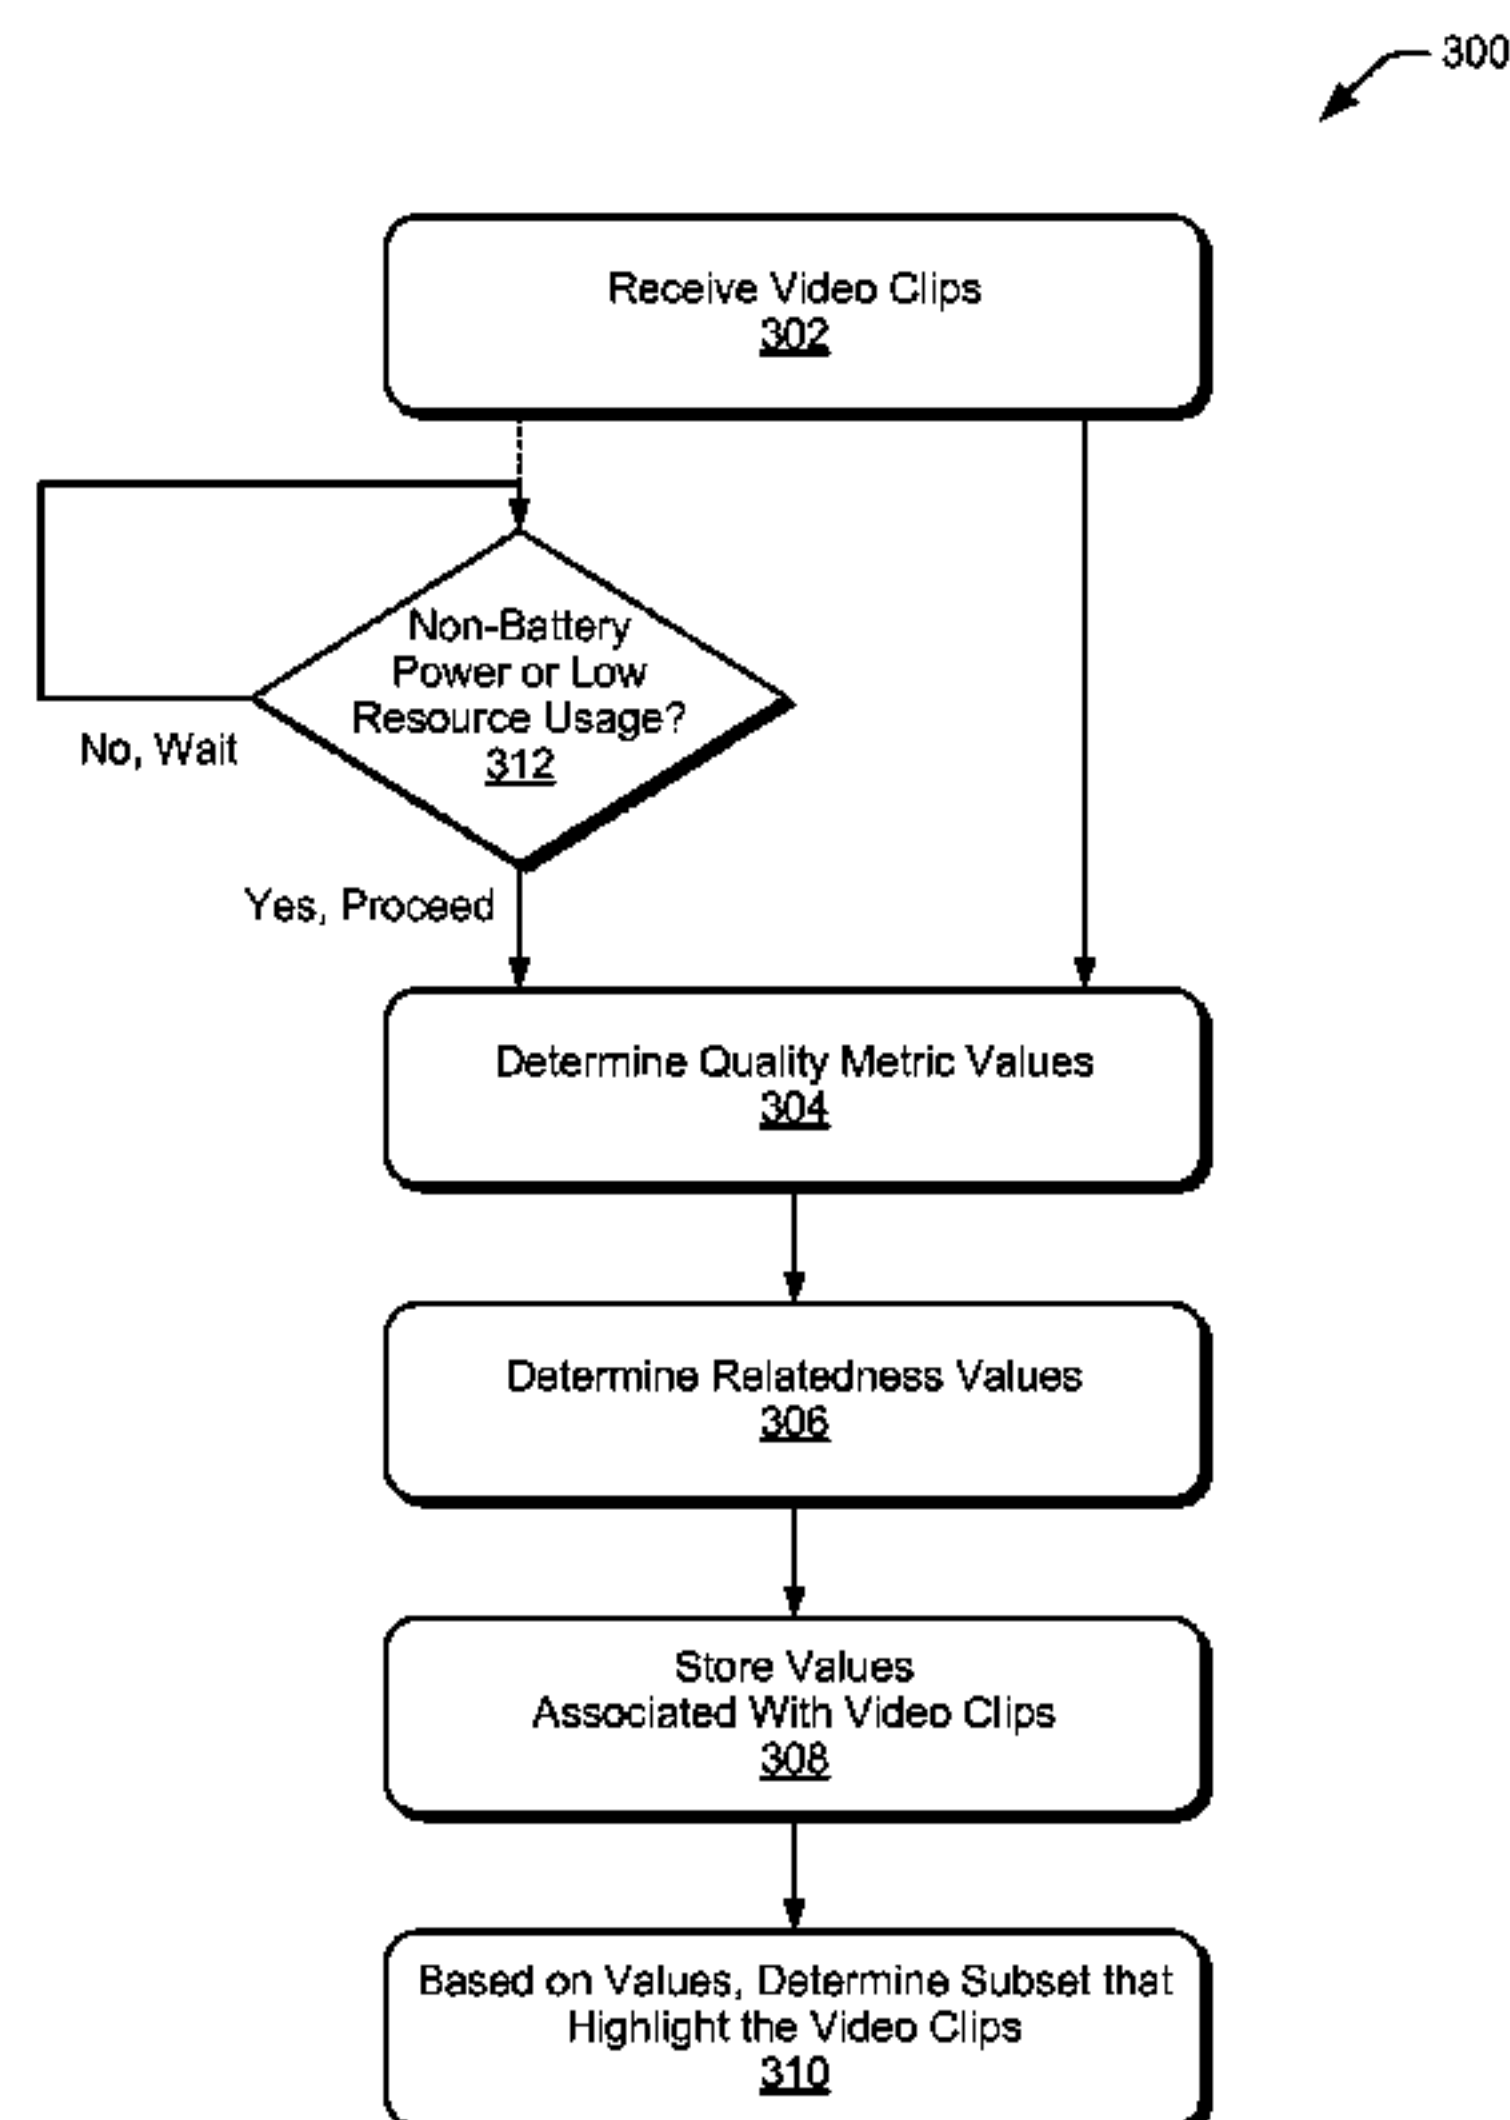 300
Receive Video Clips
302
Non-Battery
Power or Low
Resource Usage?
312
No, Wait
Yes, Proceed
Determine Quality Metric Values
304
Determine Relatedness Values
306
Store Values
Associated With Video Clips
308
Based on Values, Determine Subset that
Highlight the Video Clips
310